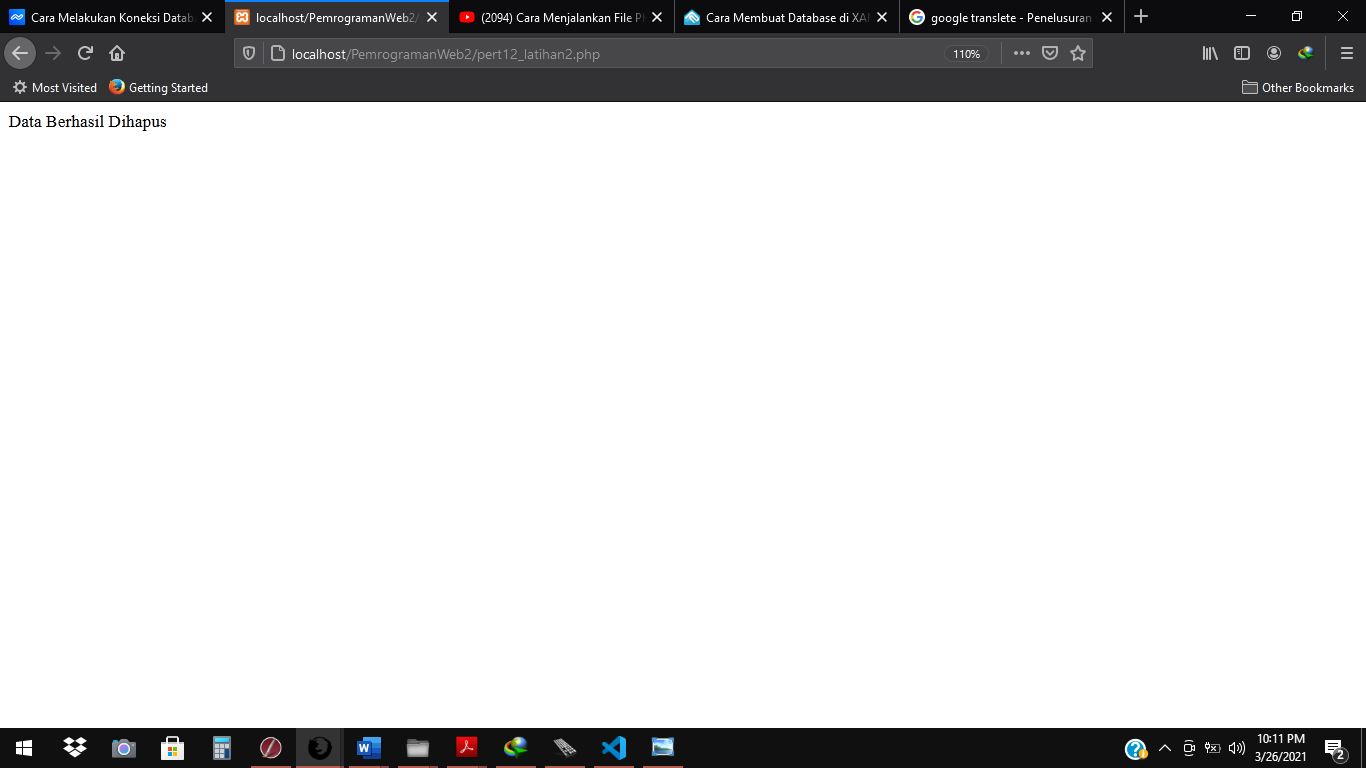 Cara Melakukan Koneksi Datab
localhost/PemrogramanWeb2/
(2094) Cara Menjalankan File PH
Cara Membuat Database di XAM
google translete - Penelusuran
localhost/PemrogramanWeb2/pert12_latihan2.php
110%
Most Visited
Getting Started
Other Bookmarks
Data Berhasil Dihapus
10:11 PM
3/26/2021
2